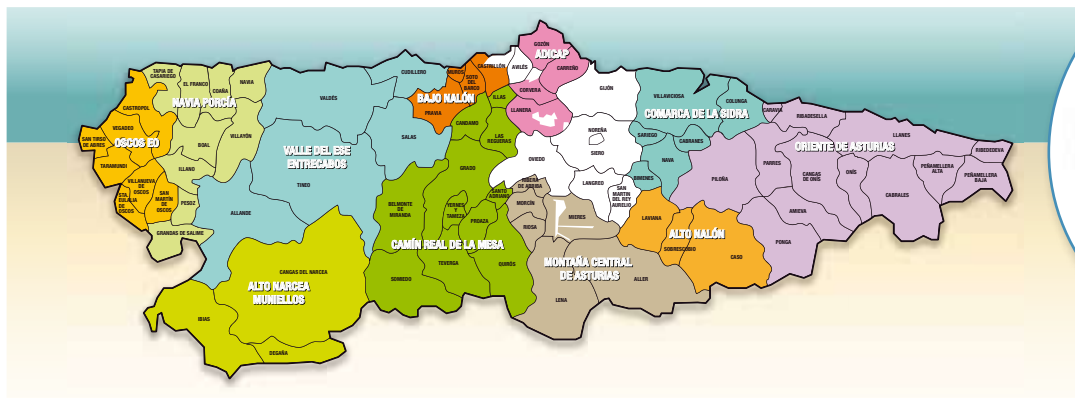 TAPIA DE
CASARIEGO
EL FRANCO
COAÑA
NAVIA
NAVIA PORCÍA
CASTROPOL
VEGADEO
SAN TIRSO
DE ABRES
OSCOS EO
TARAMUNDI
VILLANUEVA
DE OSCOS
STA.
EULALIA
DE
OSCOS
SAN
MARTÍN
DE OSCOS
BOAL
VILLAYÓN
ILLANO
PESOZ
GRANDAS DE SALIME
VALDÉS
CUDILLERO
SALAS
VALLE DEL ESE
ENTRECABOS
TINEO
ALLANDE
CANGAS DEL NARCEA
ALTO NARCEA
MUNIELLOS
IBIAS
DEGAÑA
MUROS
SOTO
DEL
BARCO
CASTRILLÓN
BAJO NALÓN
PRAVIA
ILLAS
CANDAMO
LAS
REGUERAS
GRADO
BELMONTE
DE
MIRANDA
YERNES
Y
TAMEZA
PROAZA
SANTO
ADRIANO
CAMÍN REAL DE LA MESA
SOMIEDO
TEVERGA
QUIRÓS
GOZÓN
ADICAP
AVILÉS
CARREÑO
CORVERA
LLANERA
GIJÓN
NOREÑA
SIERO
OVIEDO
LANGREO
SAN
MARTIN
DEL REY
AURELIO
RIBERA
DE ARRIBA
MORCÍN
RIOSA
MIERES
MONTAÑA CENTRAL
DE ASTURIAS
LENA
ALLER
VILLAVICIOSA
COLUNGA
COMARCA DE LA SIDRA
SARIEGO
CABRANES
NAVA
BIMENES
LAVIANA
ALTO NALÓN
SOBRESCOBIO
CASO
CARAVIA
RIBADESELLA
LLANES
RIBEDEDEVA
ORIENTE DE ASTURIAS
PILOÑA
PARRES
CANGAS
DE ONÍS
ONÍS
PEÑAMELLERA
ALTA
PEÑAMELLERA
BAJA
CABRALES
AMIEVA
PONGA